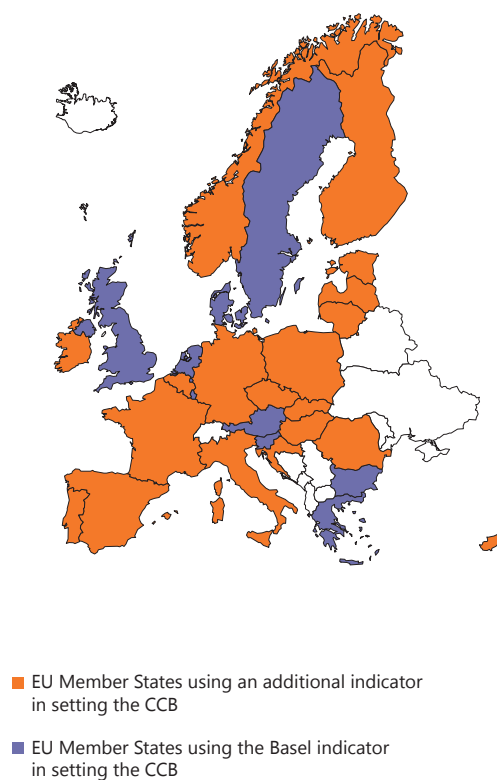 EU Member States using an additional indicator
in setting the CCB
EU Member States using the Basel indicator
in setting the CCB